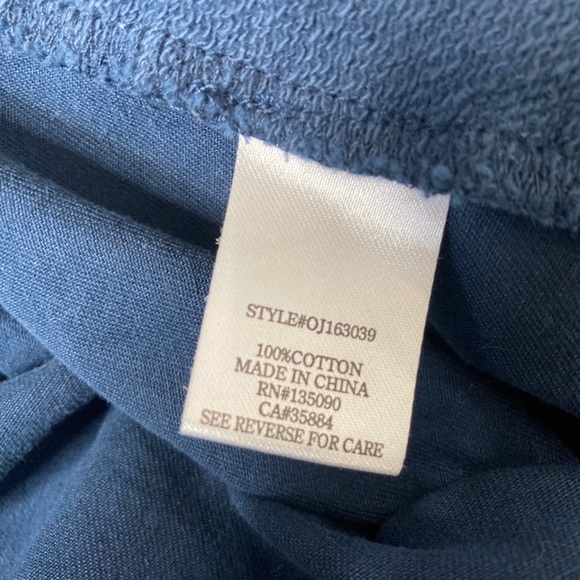 STYLE#OJ163039
100%COTTON
MADE IN CHINA
RN#135090
CA#35884
SEE REVERSE FOR CARE